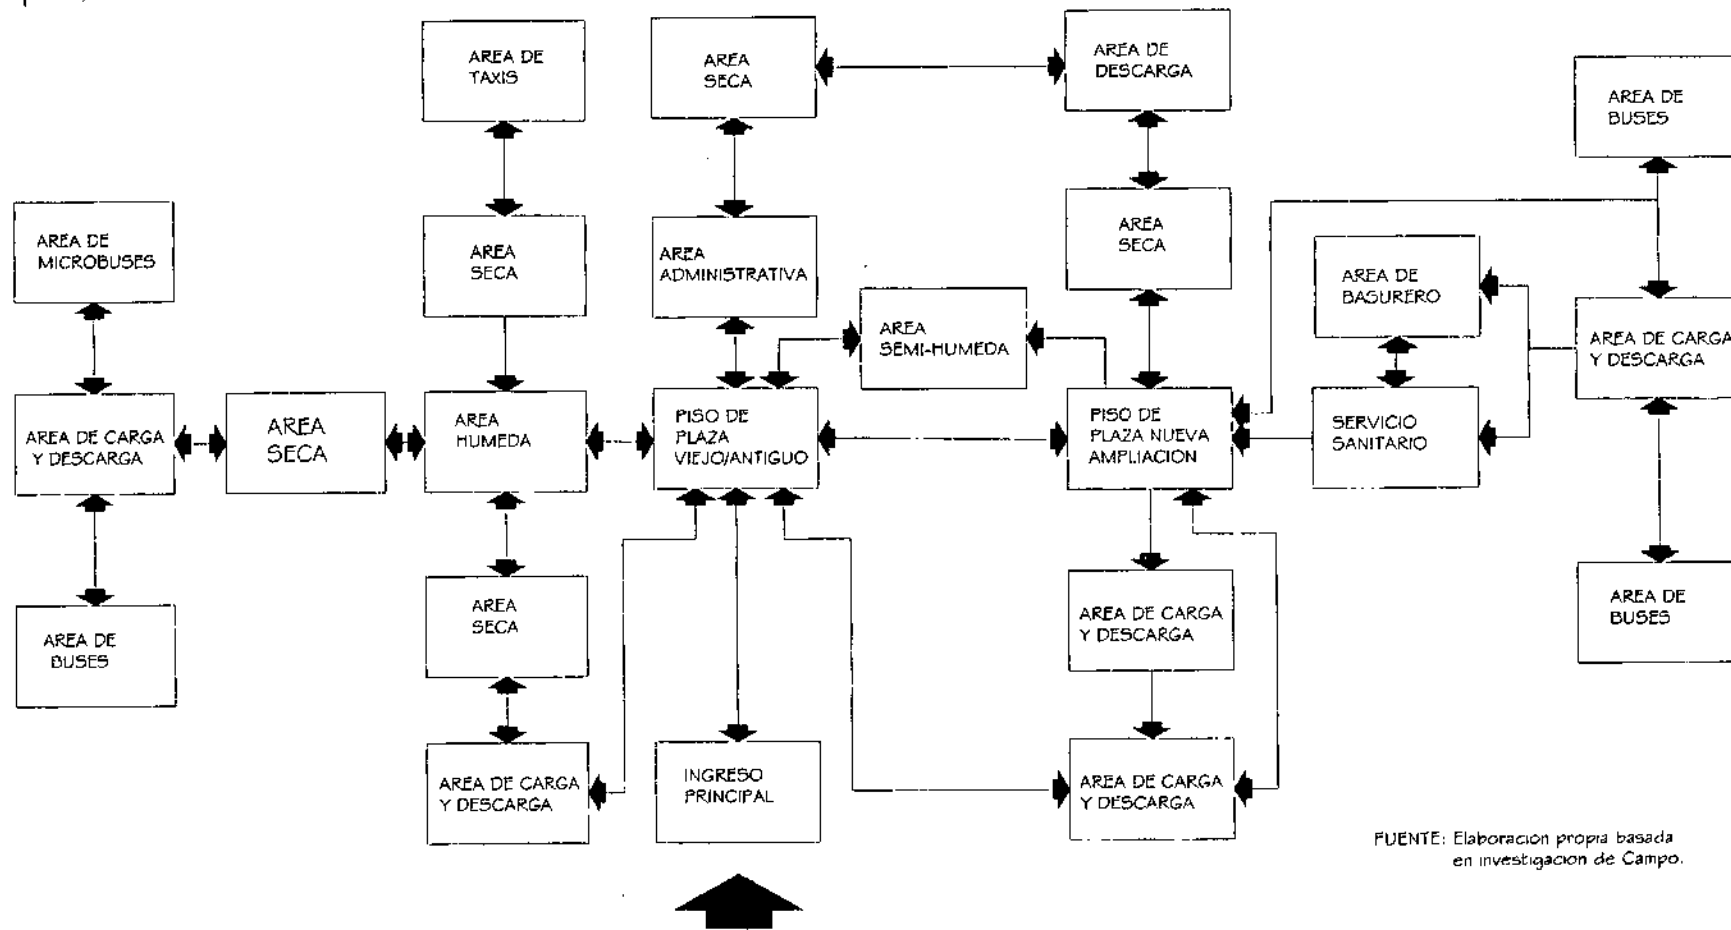 AREA DE
TAXIS
AREA
SECA
AREA DE
DESCARGA
AREA DE
BUSES
AREA DE
MICROBUSES
AREA
SECA
AREA
ADMINISTRATIVA
AREA
SECA
AREA DE
BASURERO
AREA
SEMI-HUMEDA
AREA DE CARGA
Y DESCARGA
AREA DE CARGA
Y DESCARGA
AREA
SECA
AREA
HUMEDA
PISO DE
PLAZA
VIEJO/ANTIGUO
PISO DE
PLAZA NUEVA
AMPLIACION
SERVICIO
SANITARIO
AREA DE
BUSES
AREA
SECA
AREA DE CARGA
Y DESCARGA
AREA DE
BUSES
AREA DE CARGA
Y DESCARGA
INGRESO
PRINCIPAL
AREA DE CARGA
Y DESCARGA
FUENTE: Elaboracion propia basada
en investigacion de Campo.